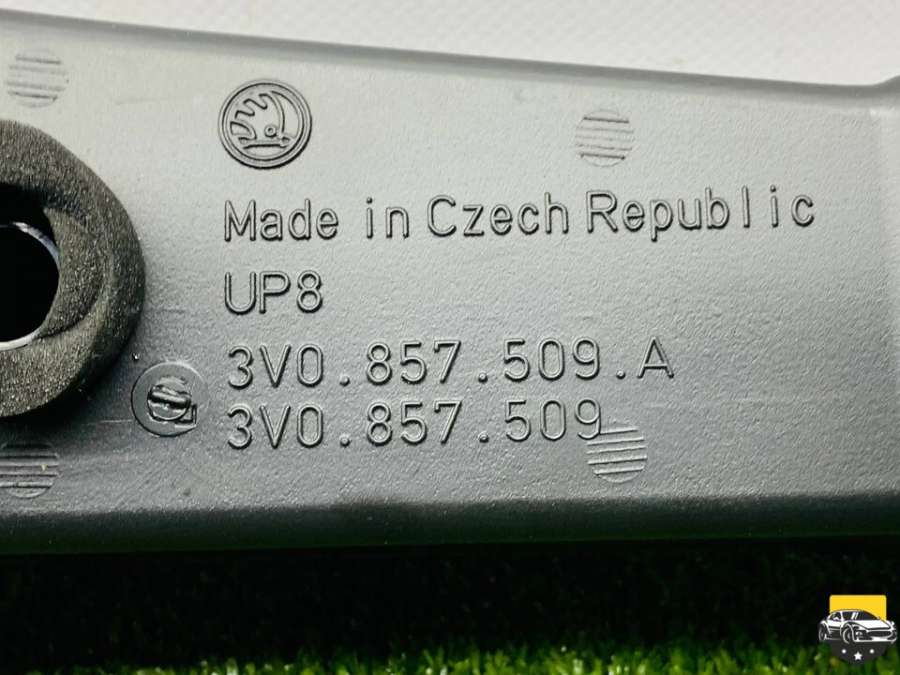 Made in Czech Republic
UP8
3V0.857.509.A
3V0.857.509